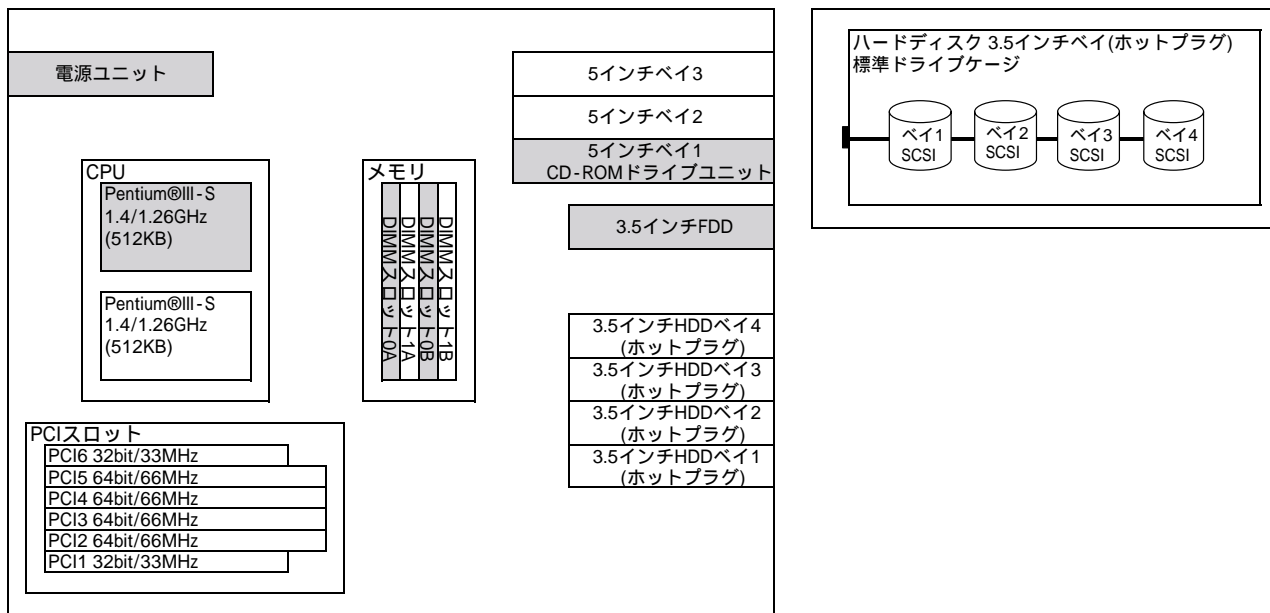 電源ユニット
5インチベイ3
5インチベイ2
5インチベイ1
CD-ROMドライブユニット
3.5インチFDD
CPU
Pentium®III-S
1.4/1.26GHz
(512KB)
Pentium®III-S
1.4/1.26GHz
(512KB)
メモリ
DIMMスロット0A
DIMMスロット1A
DIMMスロット0B
DIMMスロット1B
3.5インチHDDベイ4
(ホットプラグ)
3.5インチHDDベイ3
(ホットプラグ)
3.5インチHDDベイ2
(ホットプラグ)
3.5インチHDDベイ1
(ホットプラグ)
PCIスロット
PCI6 32bit/33MHz
PCI5 64bit/66MHz
PCI4 64bit/66MHz
PCI3 64bit/66MHz
PCI2 64bit/66MHz
PCI1 32bit/33MHz
ハードディスク 3.5インチベイ(ホットプラグ)
標準ドライブケージ
ベイ1
SCSI
ベイ2
SCSI
ベイ3
SCSI
ベイ4
SCSI